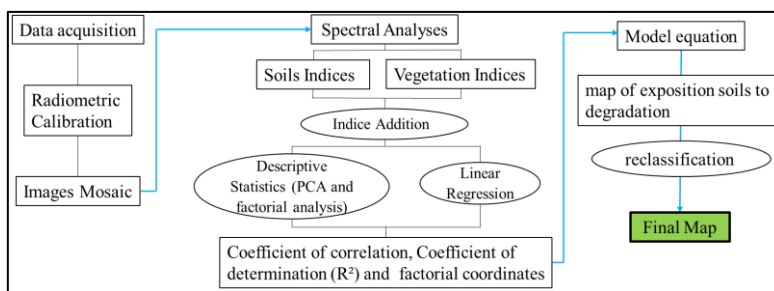 Data acquisition
Radiometric
Calibration
Images Mosaic
Spectral Analyses
Soils Indices
Vegetation Indices
Indice Addition
Descriptive
Statistics (PCA and
factorial analysis)
Linear
Regression
Coefficient of correlation, Coefficient of
determination (R²) and factorial coordinates
Model equation
map of exposition soils to
degradation
reclassification
Final Map